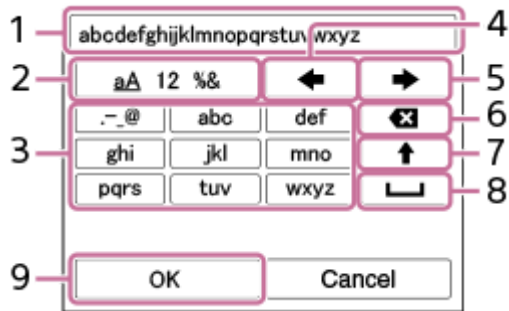 1 abcdefghijklmnopqrstuvwxyz 4
2 aA 12 %& 5
.-_@ abc def 6
3 ghi jkl mno 7
pqrs tuv wxyz 8
9 OK Cancel